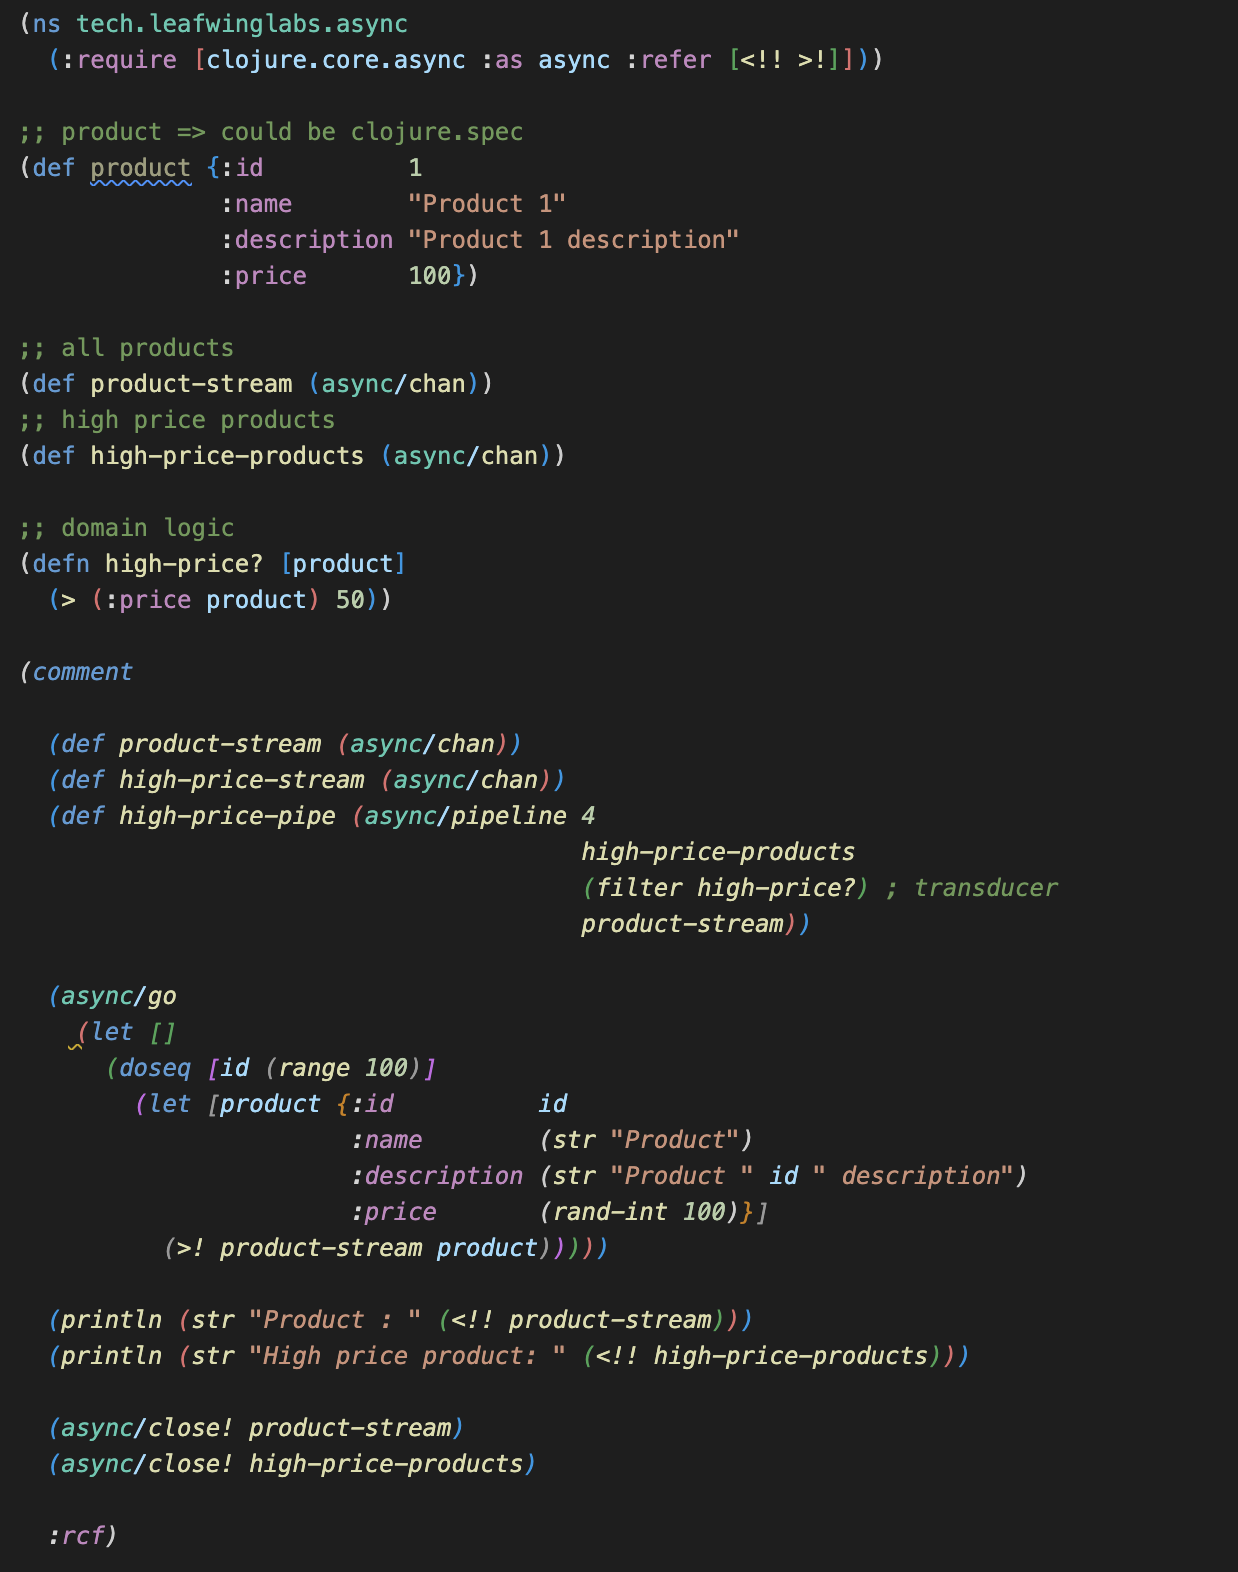 (ns tech.leafwinglabs.async
  (:require [clojure.core.async :as async :refer [<!! >!]]))

;; product => could be clojure.spec
(def product {:id          1
              :name        "Product 1"
              :description "Product 1 description"
              :price       100})

;; all products
(def product-stream (async/chan))
;; high price products
(def high-price-products (async/chan))

;; domain logic
(defn high-price? [product]
  (> (:price product) 50))

(comment

  (def product-stream (async/chan))
  (def high-price-stream (async/chan))
  (def high-price-pipe (async/pipeline 4
                                       high-price-products
                                       (filter high-price?) ; transducer
                                       product-stream))

  (async/go
    (let []
      (doseq [id (range 100)]
        (let [product {:id          id
                       :name        (str "Product")
                       :description (str "Product " id " description")
                       :price       (rand-int 100)}]
          (>! product-stream product)))))

  (println (str "Product : " (<!! product-stream)))
  (println (str "High price product: " (<!! high-price-products)))

  (async/close! product-stream)
  (async/close! high-price-products)

  :rcf)